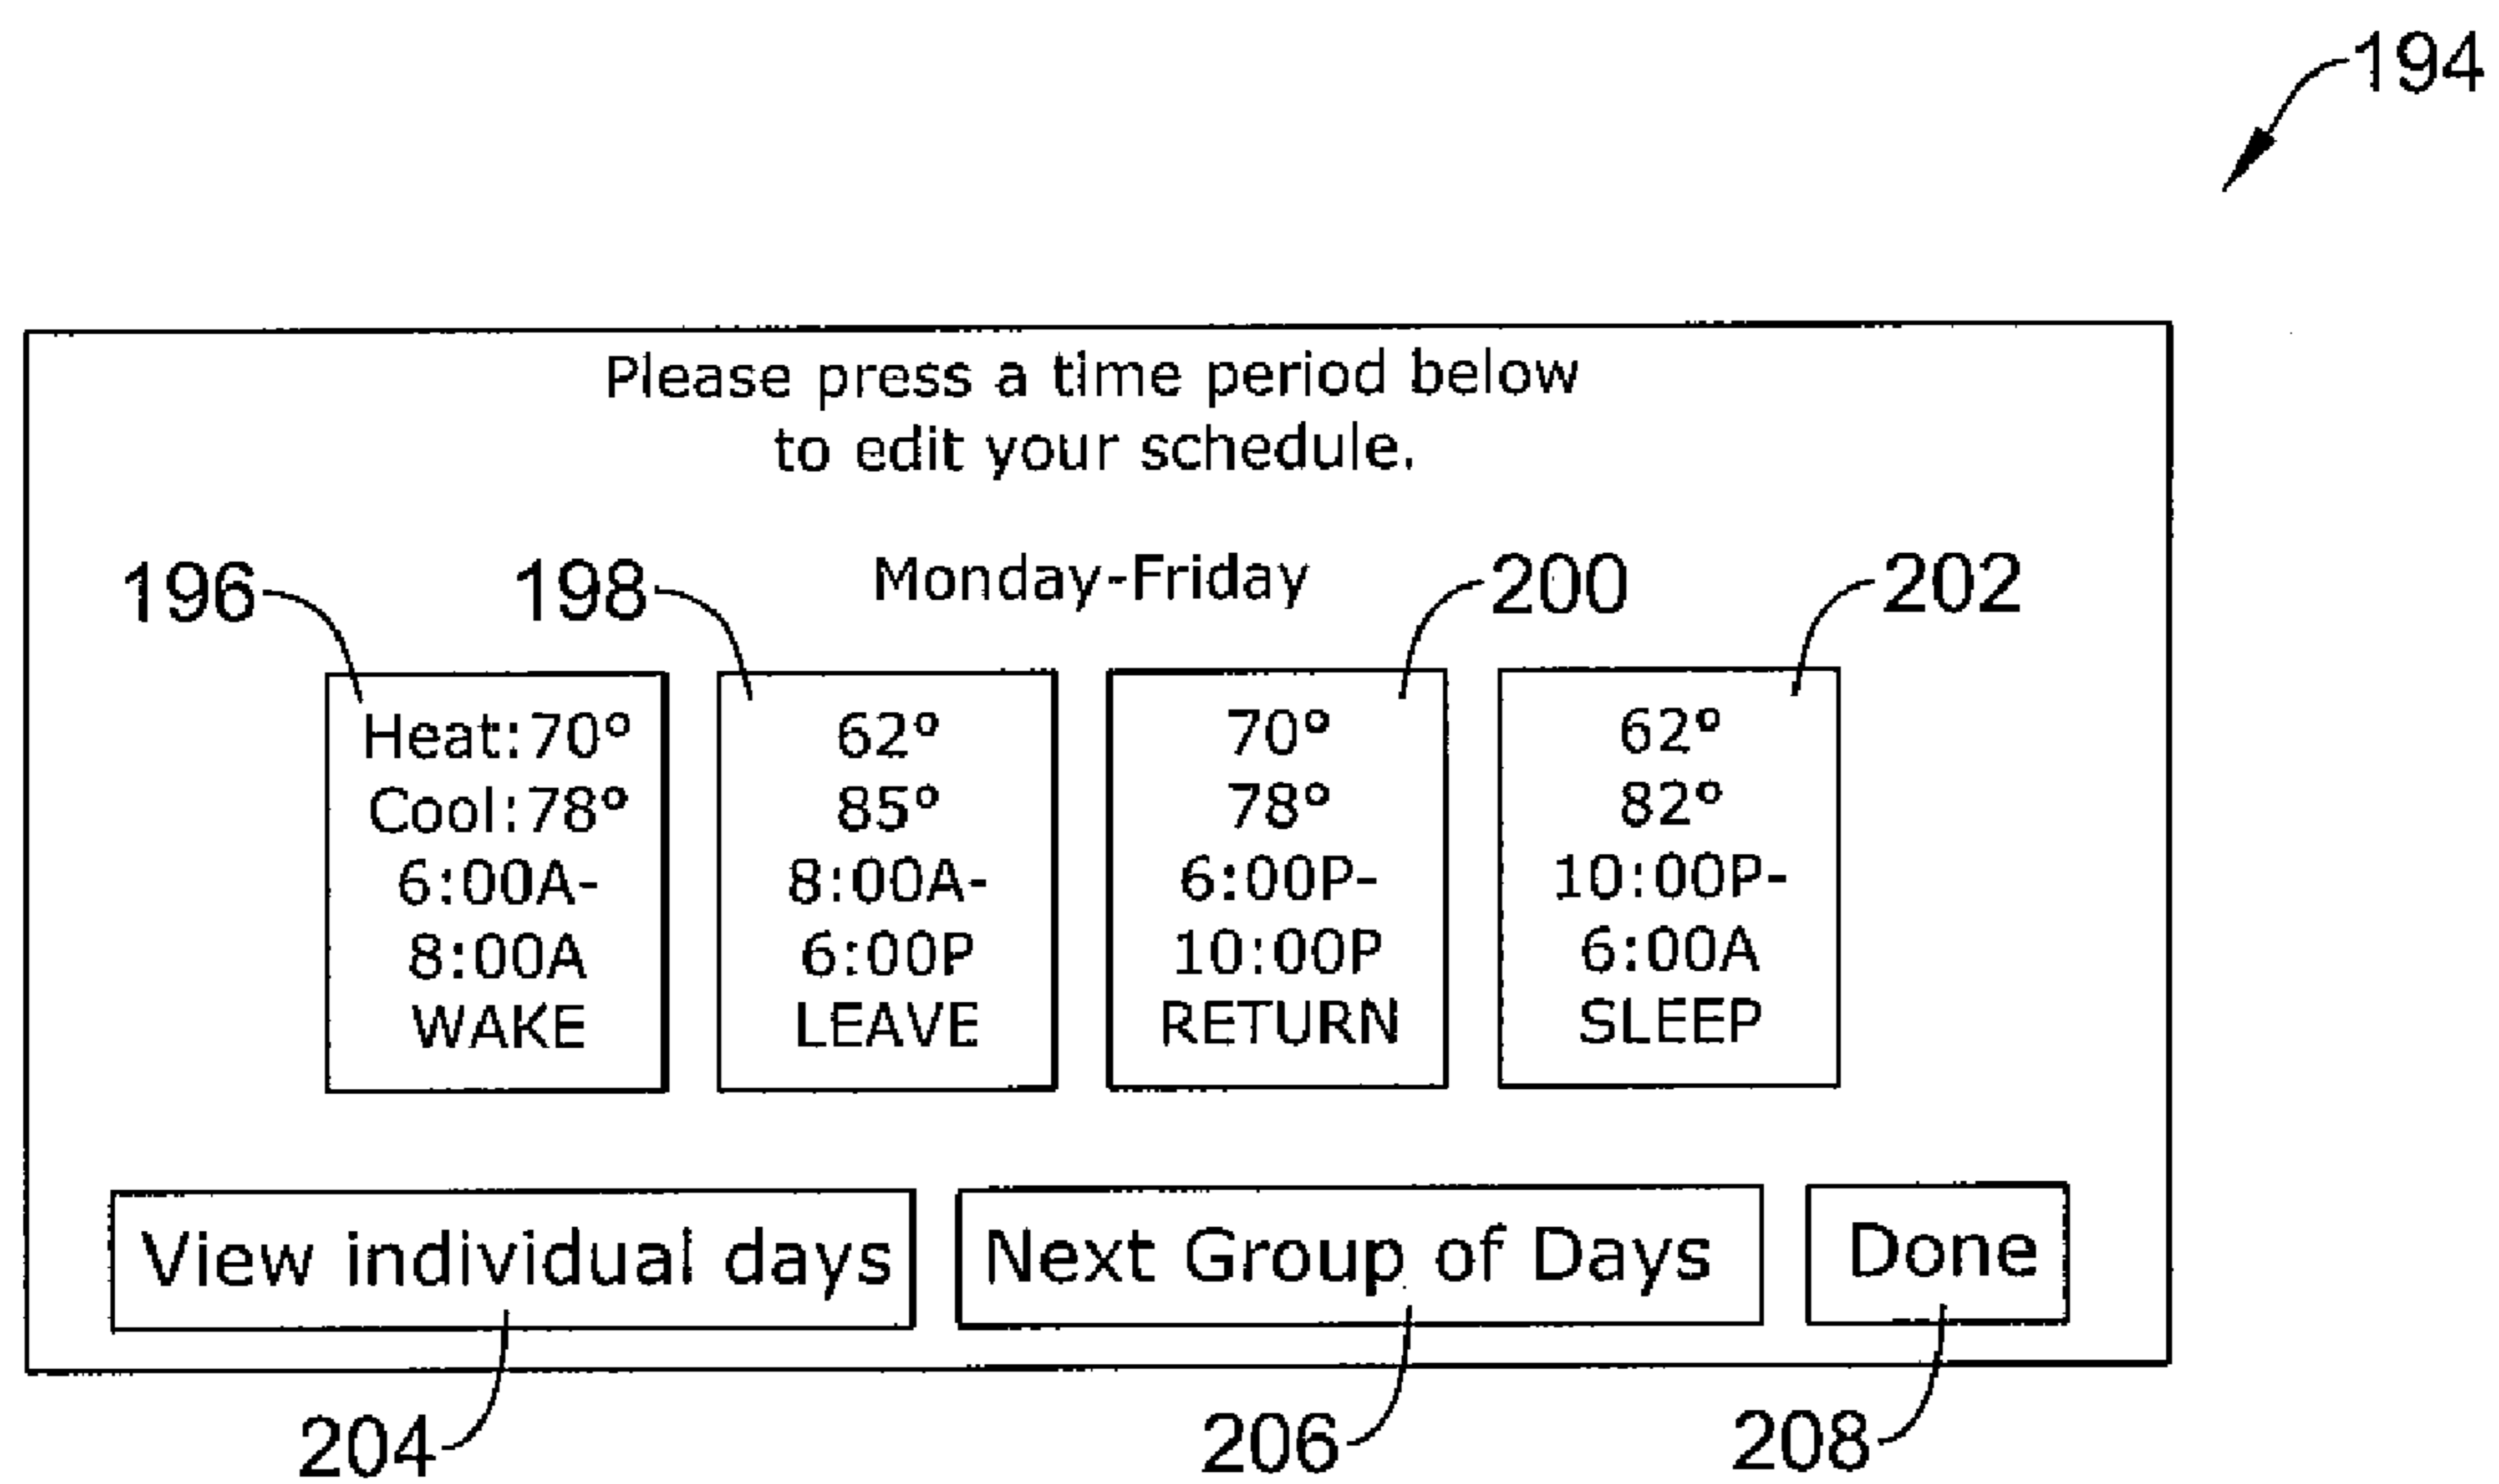 194
Please press a time period below
to edit your schedule.
Monday-Friday
196
198
200
202
Heat:70°
Cool:78°
6:00A-
8:00A
WAKE
62°
85°
8:00A-
6:00P
LEAVE
70°
78°
6:00P-
10:00P
RETURN
62°
82°
10:00P-
6:00A
SLEEP
View individual days
Next Group of Days
Done
204
206
208